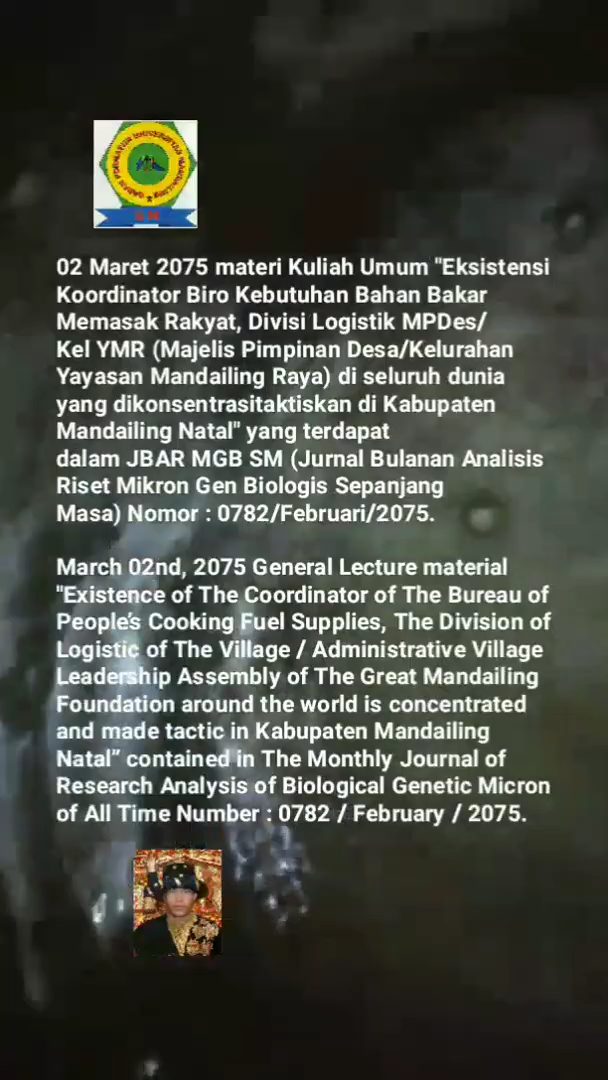 SM
02 Maret 2075 materi Kuliah Umum "Eksistensi
Koordinator Biro Kebutuhan Bahan Bakar
Memasak Rakyat, Divisi Logistik MPDes/
Kel YMR (Majelis Pimpinan Desa/Kelurahan
Yayasan Mandailing Raya) di seluruh dunia
yang dikonsentrasitaktiskan di Kabupaten
Mandailing Natal" yang terdapat
dalam JBAR MGB SM (Jurnal Bulanan Analisis
Riset Mikron Gen Biologis Sepanjang
Masa) Nomor : 0782/Februari/2075.
March 02nd, 2075 General Lecture material
"Existence of The Coordinator of The Bureau of
People’s Cooking Fuel Supplies, The Division of
Logistic of The Village / Administrative Village
Leadership Assembly of The Great Mandailing
Foundation around the world is concentrated
and made tactic in Kabupaten Mandailing
Natal” contained in The Monthly Journal of
Research Analysis of Biological Genetic Micron
of All Time Number : 0782 / February / 2075.